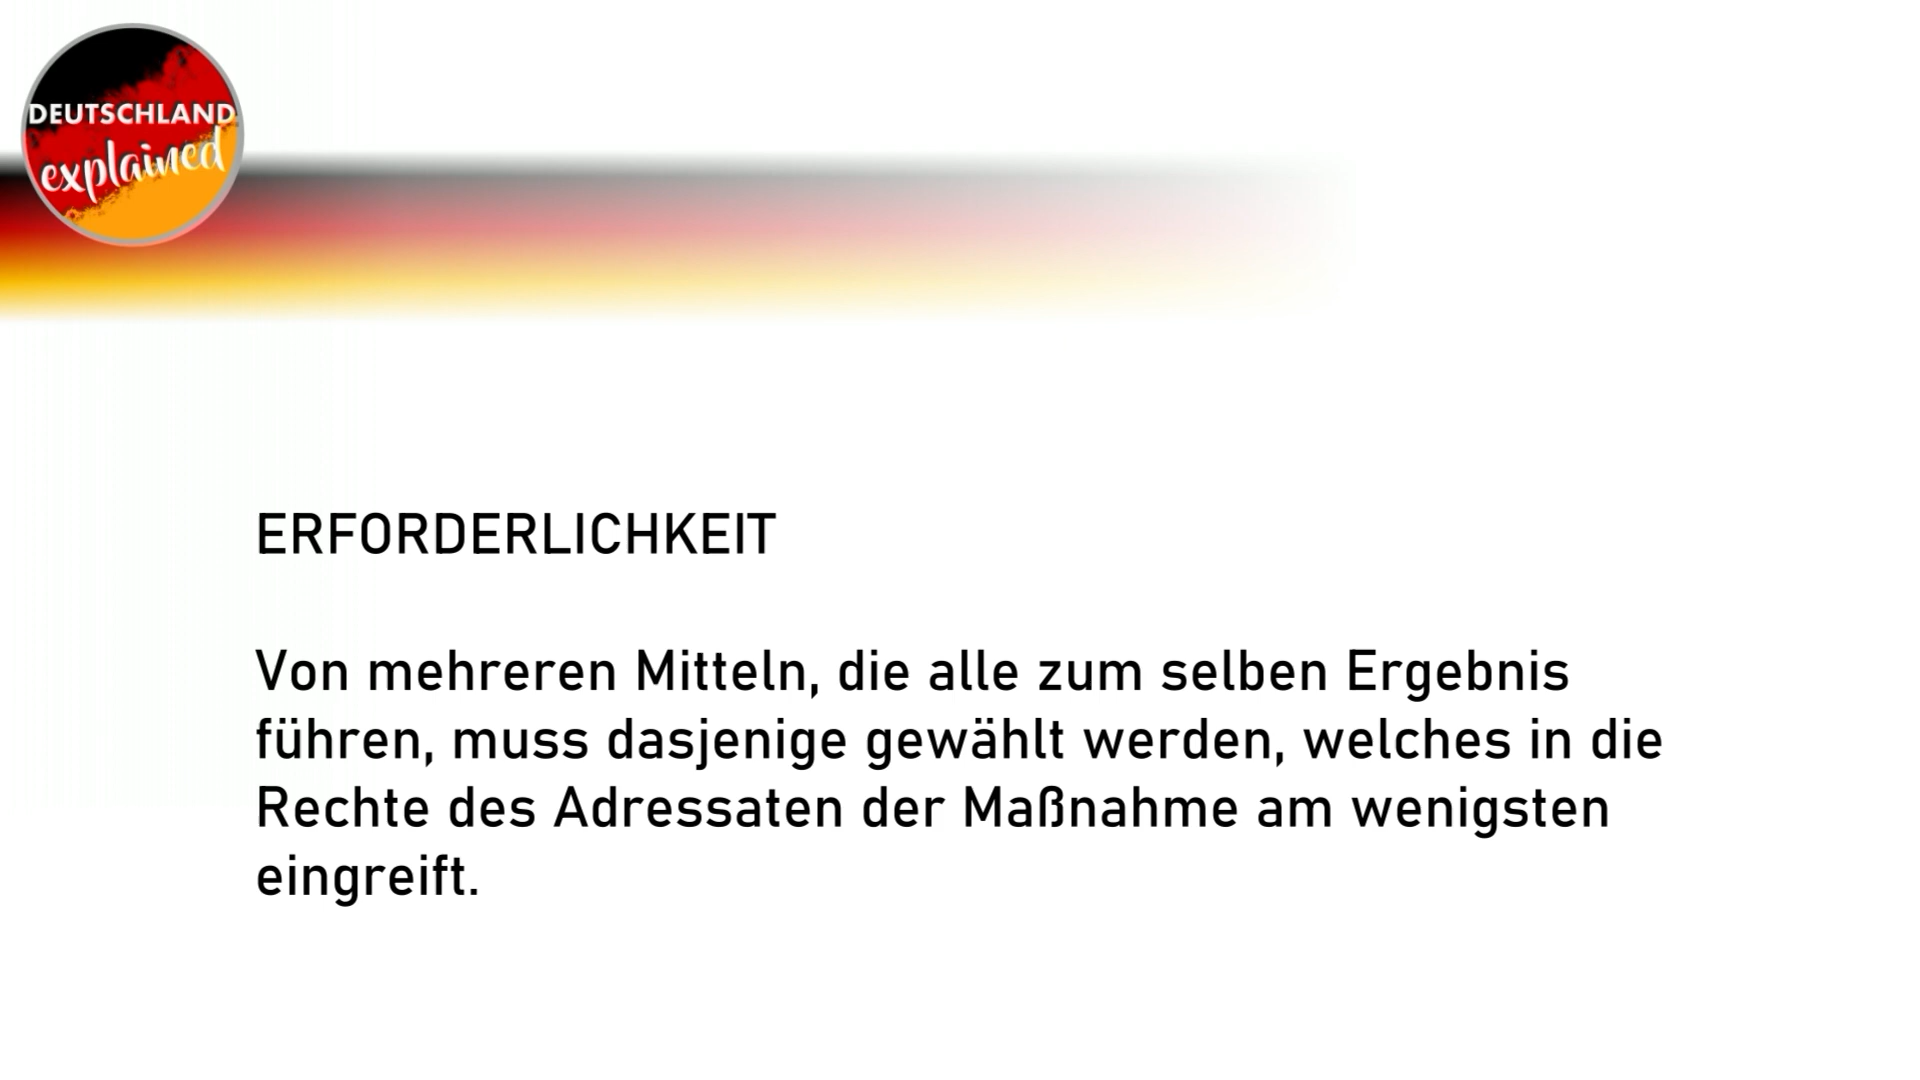 DEUTSCHLAND
explained
ERFORDERLICHKEIT
Von mehreren Mitteln, die alle zum selben Ergebnis
führen, muss dasjenige gewählt werden, welches in die
Rechte des Adressaten der Maßnahme am wenigsten
eingreift.